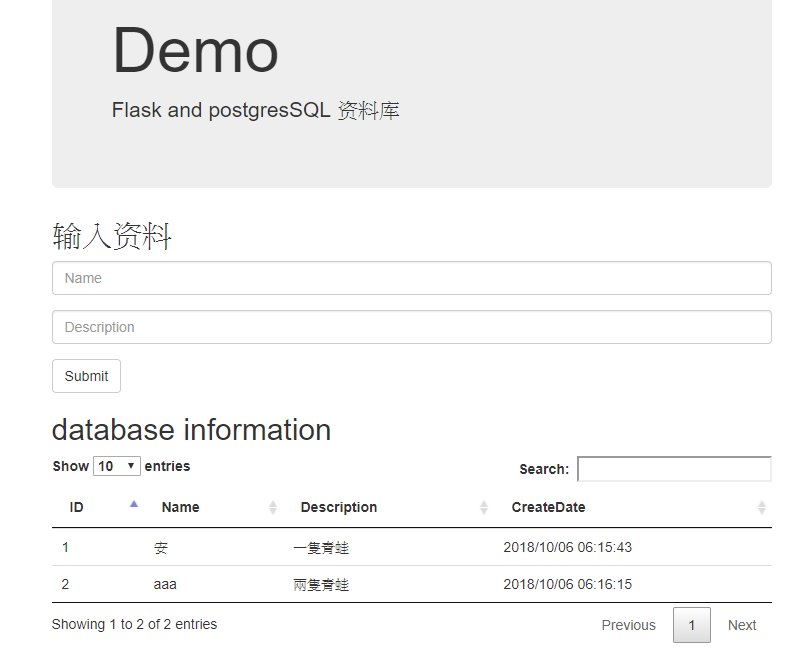 Demo
Flask and postgresSQL 资料库
输入资料
Name
Description
Submit
database information
Show 10 entries
Search:
ID Name Description CreateDate
1 安 一隻青蛙 2018/10/06 06:15:43
2 aaa 兩隻青蛙 2018/10/06 06:16:15
Showing 1 to 2 of 2 entries
Previous 1 Next